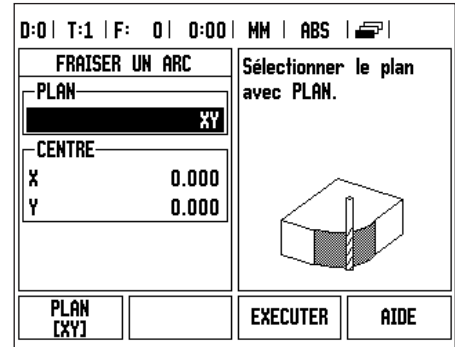 D:0 | T:1 | F: 0 | 0:00 | MM | ABS |
FRAISER UN ARC
PLAN
XY
CENTRE
X 0.000
Y 0.000
Sélectionner le plan
avec PLAN.
PLAN
[XY]
EXECUTER
AIDE